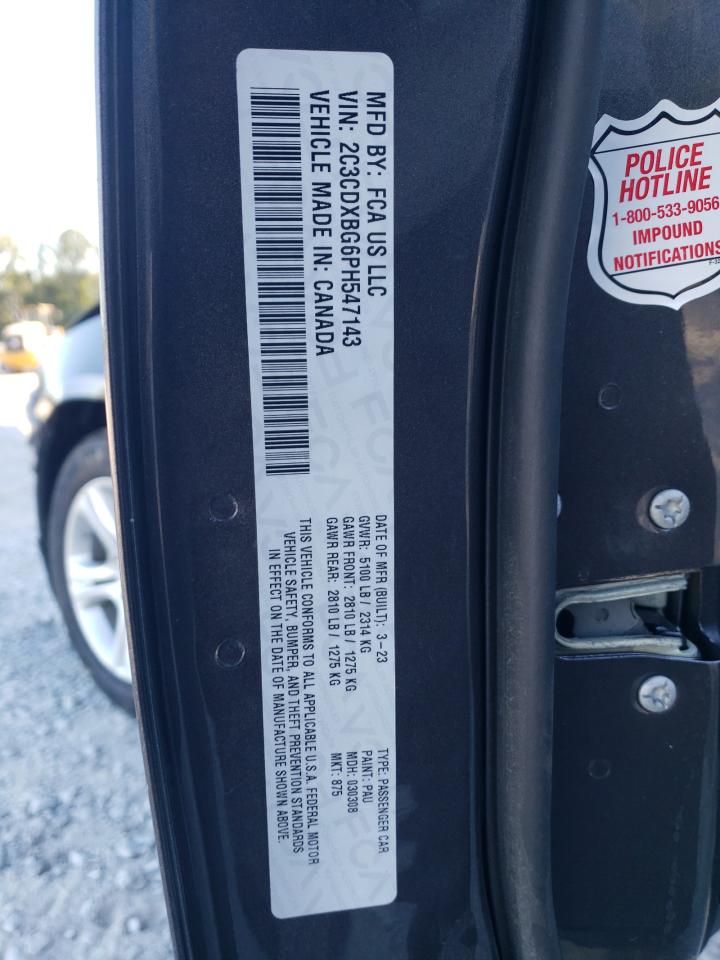 MFD BY: FCA US LLC
VIN: 2C3CDXBG6PH547143
VEHICLE MADE IN: CANADA
DATE OF MFR (BUILT): 3-23
GVWR: 5100 LB / 2314 KG
GAWR FRONT: 2810 LB / 1275 KG
GAWR REAR: 2810 LB / 1275 KG
TYPE: PASSENGER CAR
PAINT: PAU
MDH: 030308
MKT: 875
THIS VEHICLE CONFORMS TO ALL APPLICABLE U.S.A. FEDERAL MOTOR
VEHICLE SAFETY, BUMPER, AND THEFT PREVENTION STANDARDS
IN EFFECT ON THE DATE OF MANUFACTURE SHOWN ABOVE.
POLICE
HOTLINE
1-800-533-9056
IMPOUND
NOTIFICATIONS